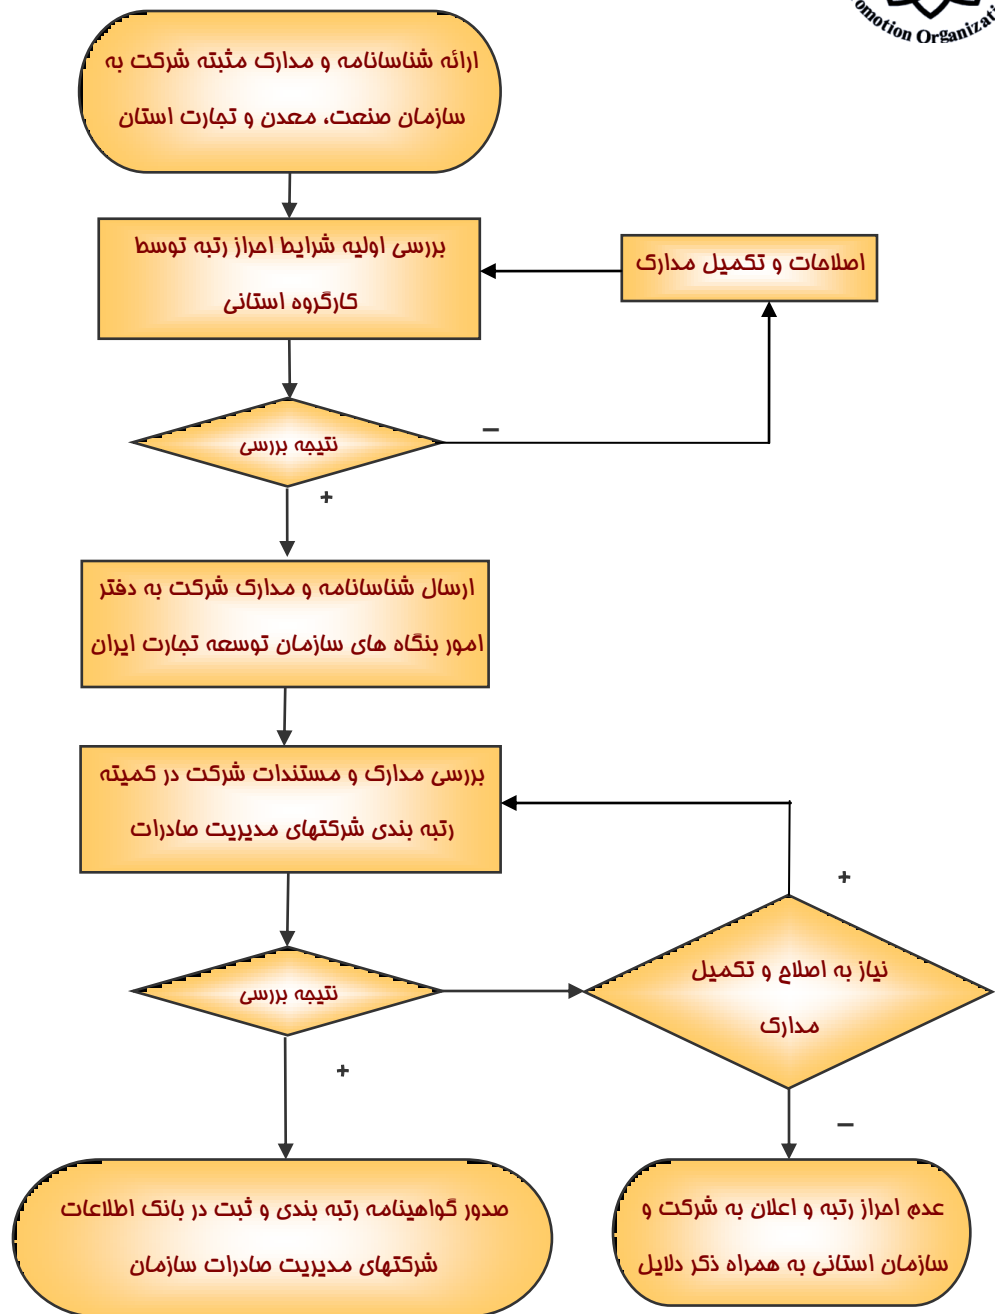 Promotion Organizati
ارائه شناسانامه و مدارک مثبته شرکت به
سازمان صنعت، معدن و تجارت استان
بررسی اولیه شرایط احراز رتبه توسط
کارگروه استانی
اصلاحات و تکمیل مدارک
نتیجه بررسی
–
+
ارسال شناسانامه و مدارک شرکت به دفتر
امور بنگاه های سازمان توسعه تجارت ایران
بررسی مدارک و مستندات شرکت در کمیته
رتبه بندی شرکتهای مدیریت صادرات
+
نیاز به اصلاح و تکمیل
مدارک
نتیجه بررسی
+
–
صدور گواهینامه رتبه بندی و ثبت در بانک اطلاعات
شرکتهای مدیریت صادرات سازمان
عدم احراز رتبه و اعلان به شرکت و
سازمان استانی به همراه ذکر دلایل